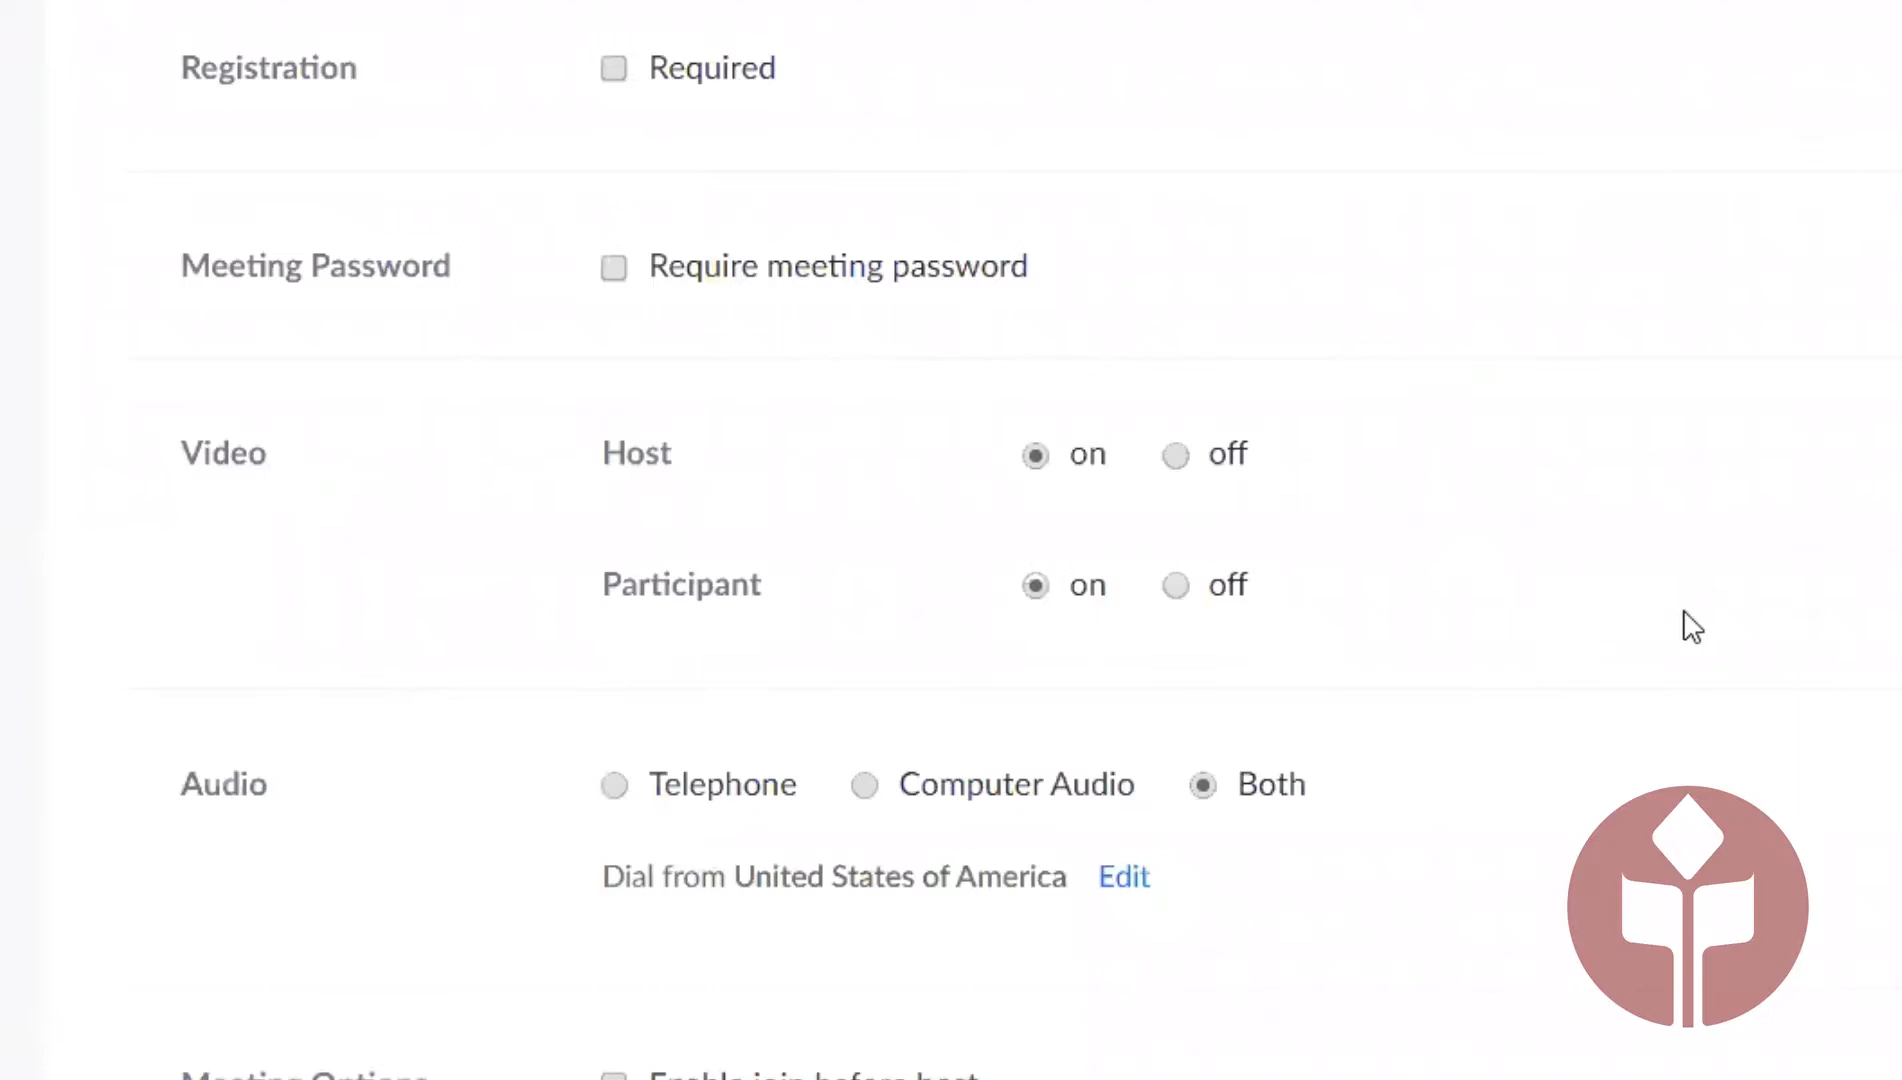 Registration Required
Meeting Password Require meeting password
Video Host on off
Participant on off
Audio Telephone Computer Audio Both
Dial from United States of America Edit
Meeting Options Enable join before host